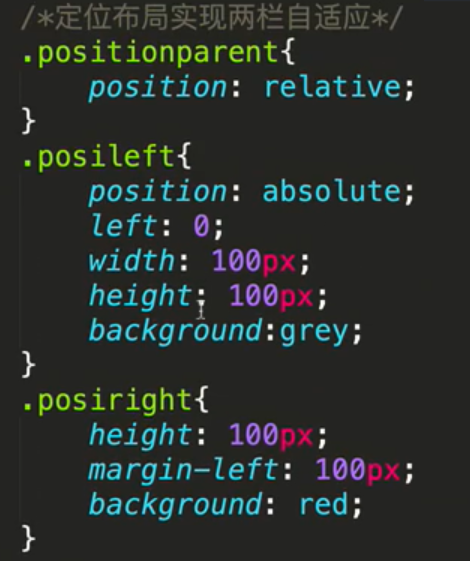 /*定位布局实现两栏自适应*/
.positionparent{
    position: relative;
}
.posileft{
    position: absolute;
    left: 0;
    width: 100px;
    height: 100px;
    background:grey;
}
.posiright{
    height: 100px;
    margin-left: 100px;
    background: red;
}